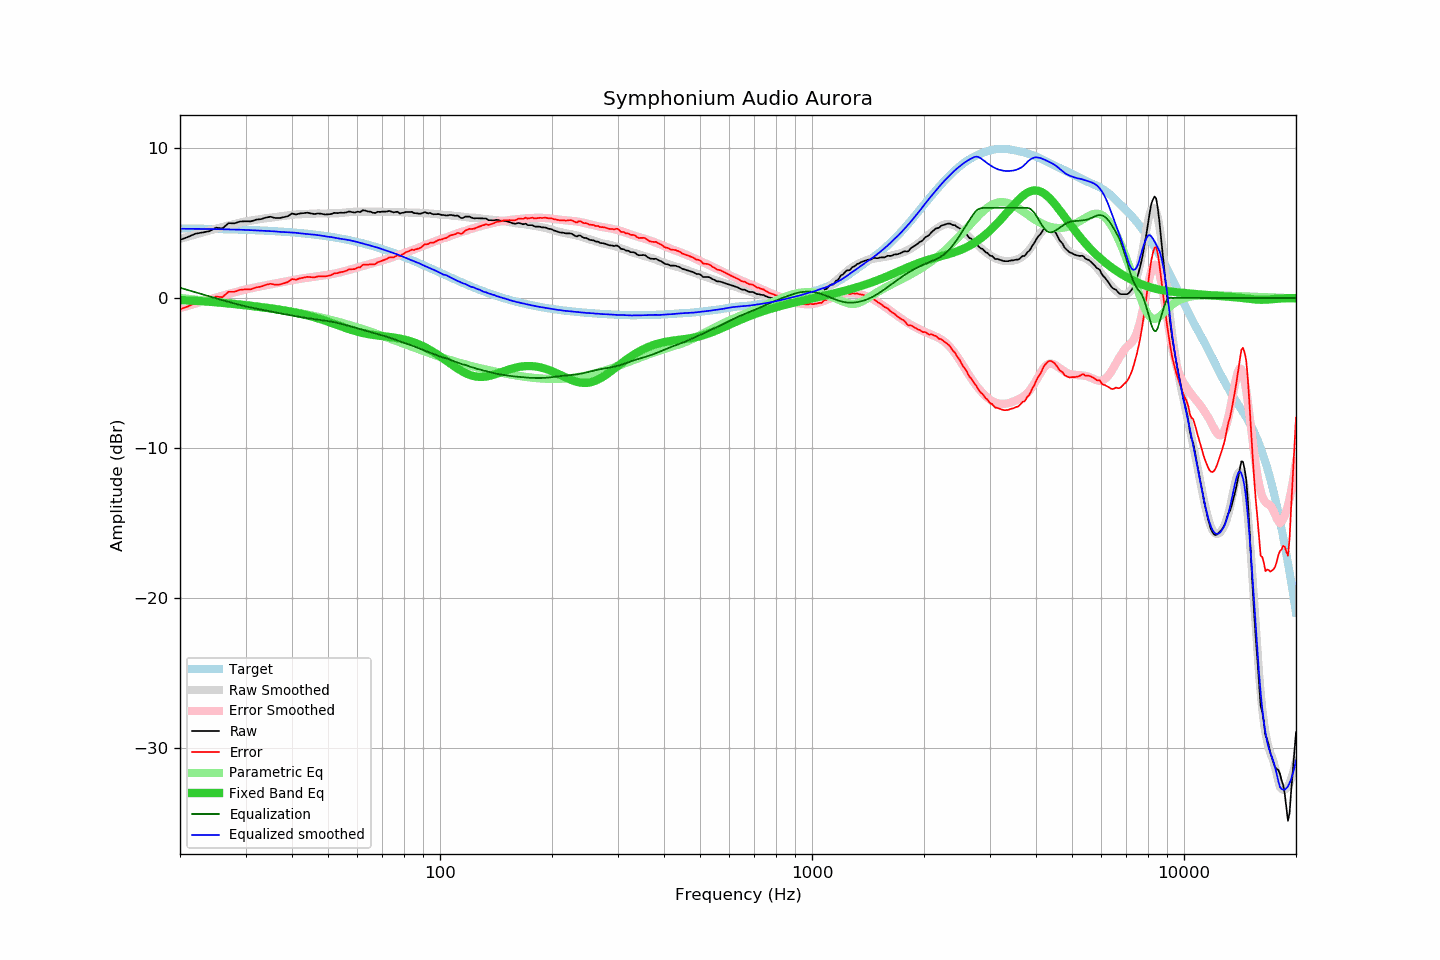 Symphonium Audio Aurora
10
0
−10
−20
−30
Amplitude (dBr)
Target
Raw Smoothed
Error Smoothed
Raw
Error
Parametric Eq
Fixed Band Eq
Equalization
Equalized smoothed
100
1000
10000
Frequency (Hz)